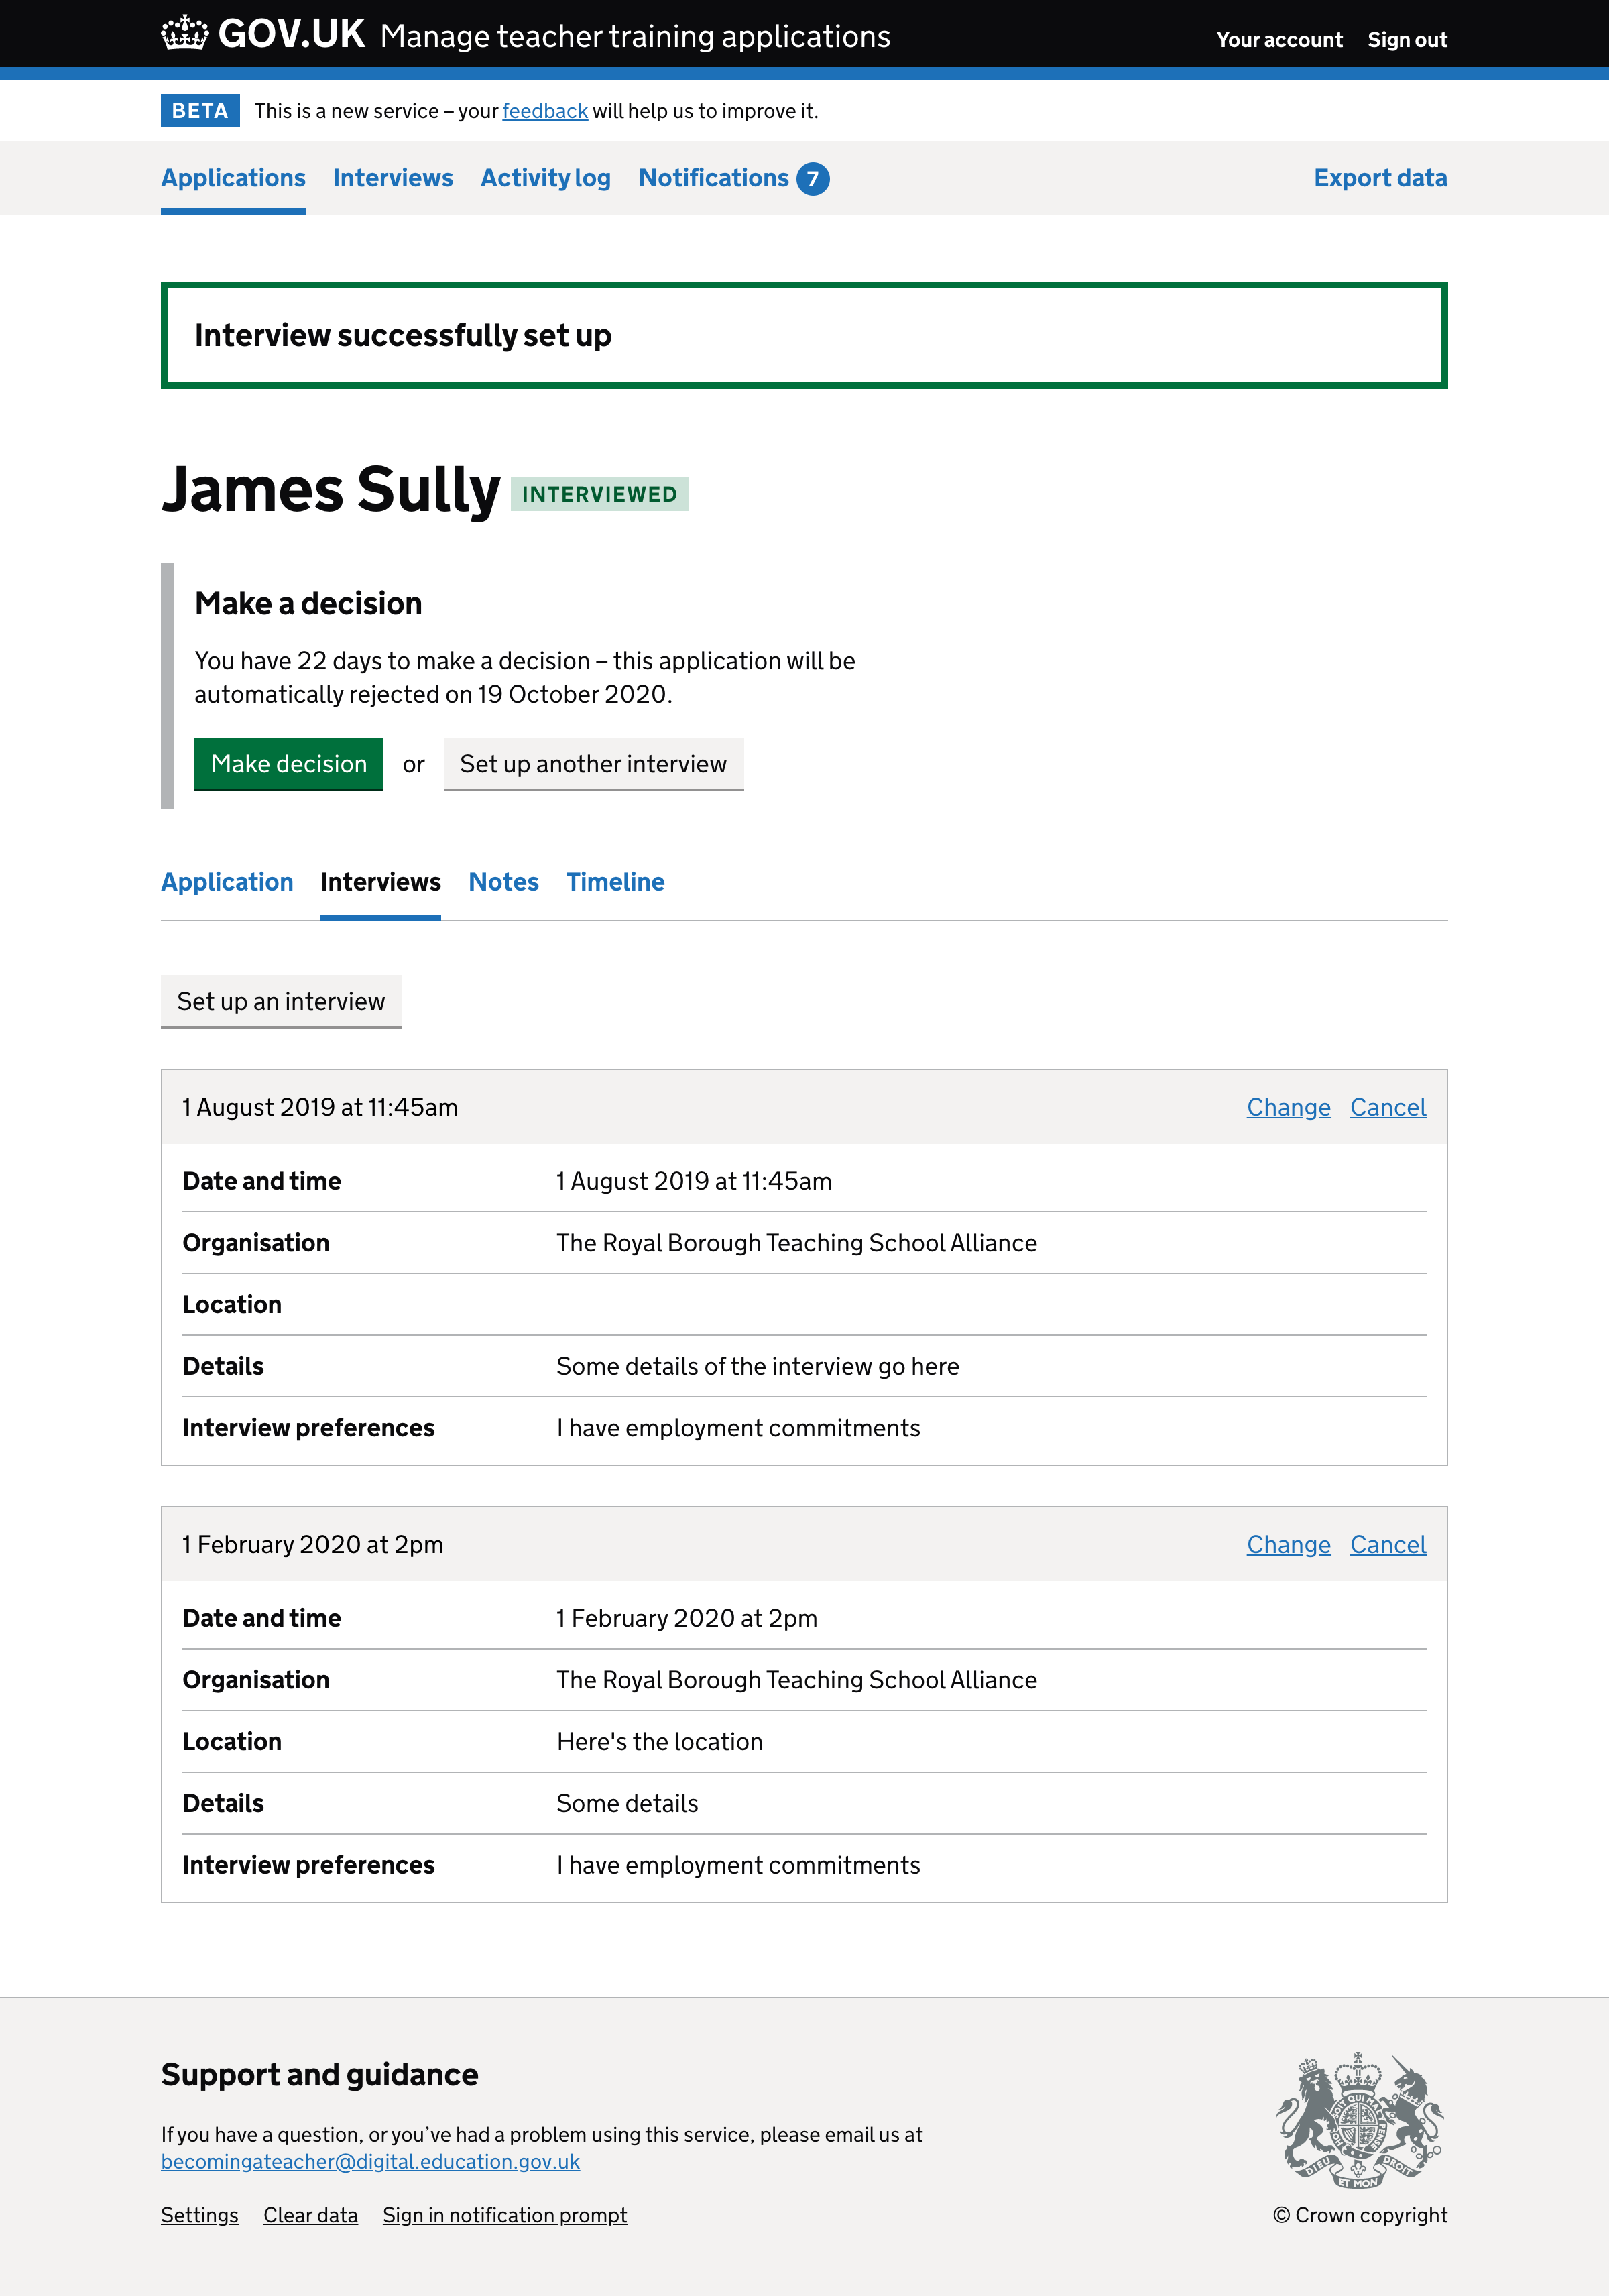 GOV.UK Manage teacher training applications Your account Sign out
BETA This is a new service – your feedback will help us to improve it.
Applications Interviews Activity log Notifications 7 Export data
Interview successfully set up
James Sully INTERVIEWED
Make a decision
You have 22 days to make a decision – this application will be
automatically rejected on 19 October 2020.
Make decision or Set up another interview
Application Interviews Notes Timeline
Set up an interview
1 August 2019 at 11:45am Change Cancel
Date and time 1 August 2019 at 11:45am
Organisation The Royal Borough Teaching School Alliance
Location
Details Some details of the interview go here
Interview preferences I have employment commitments
1 February 2020 at 2pm Change Cancel
Date and time 1 February 2020 at 2pm
Organisation The Royal Borough Teaching School Alliance
Location Here's the location
Details Some details
Interview preferences I have employment commitments
Support and guidance
If you have a question, or you’ve had a problem using this service, please email us at
becomingateacher@digital.education.gov.uk
DIEU ET MON DROIT
Settings Clear data Sign in notification prompt © Crown copyright